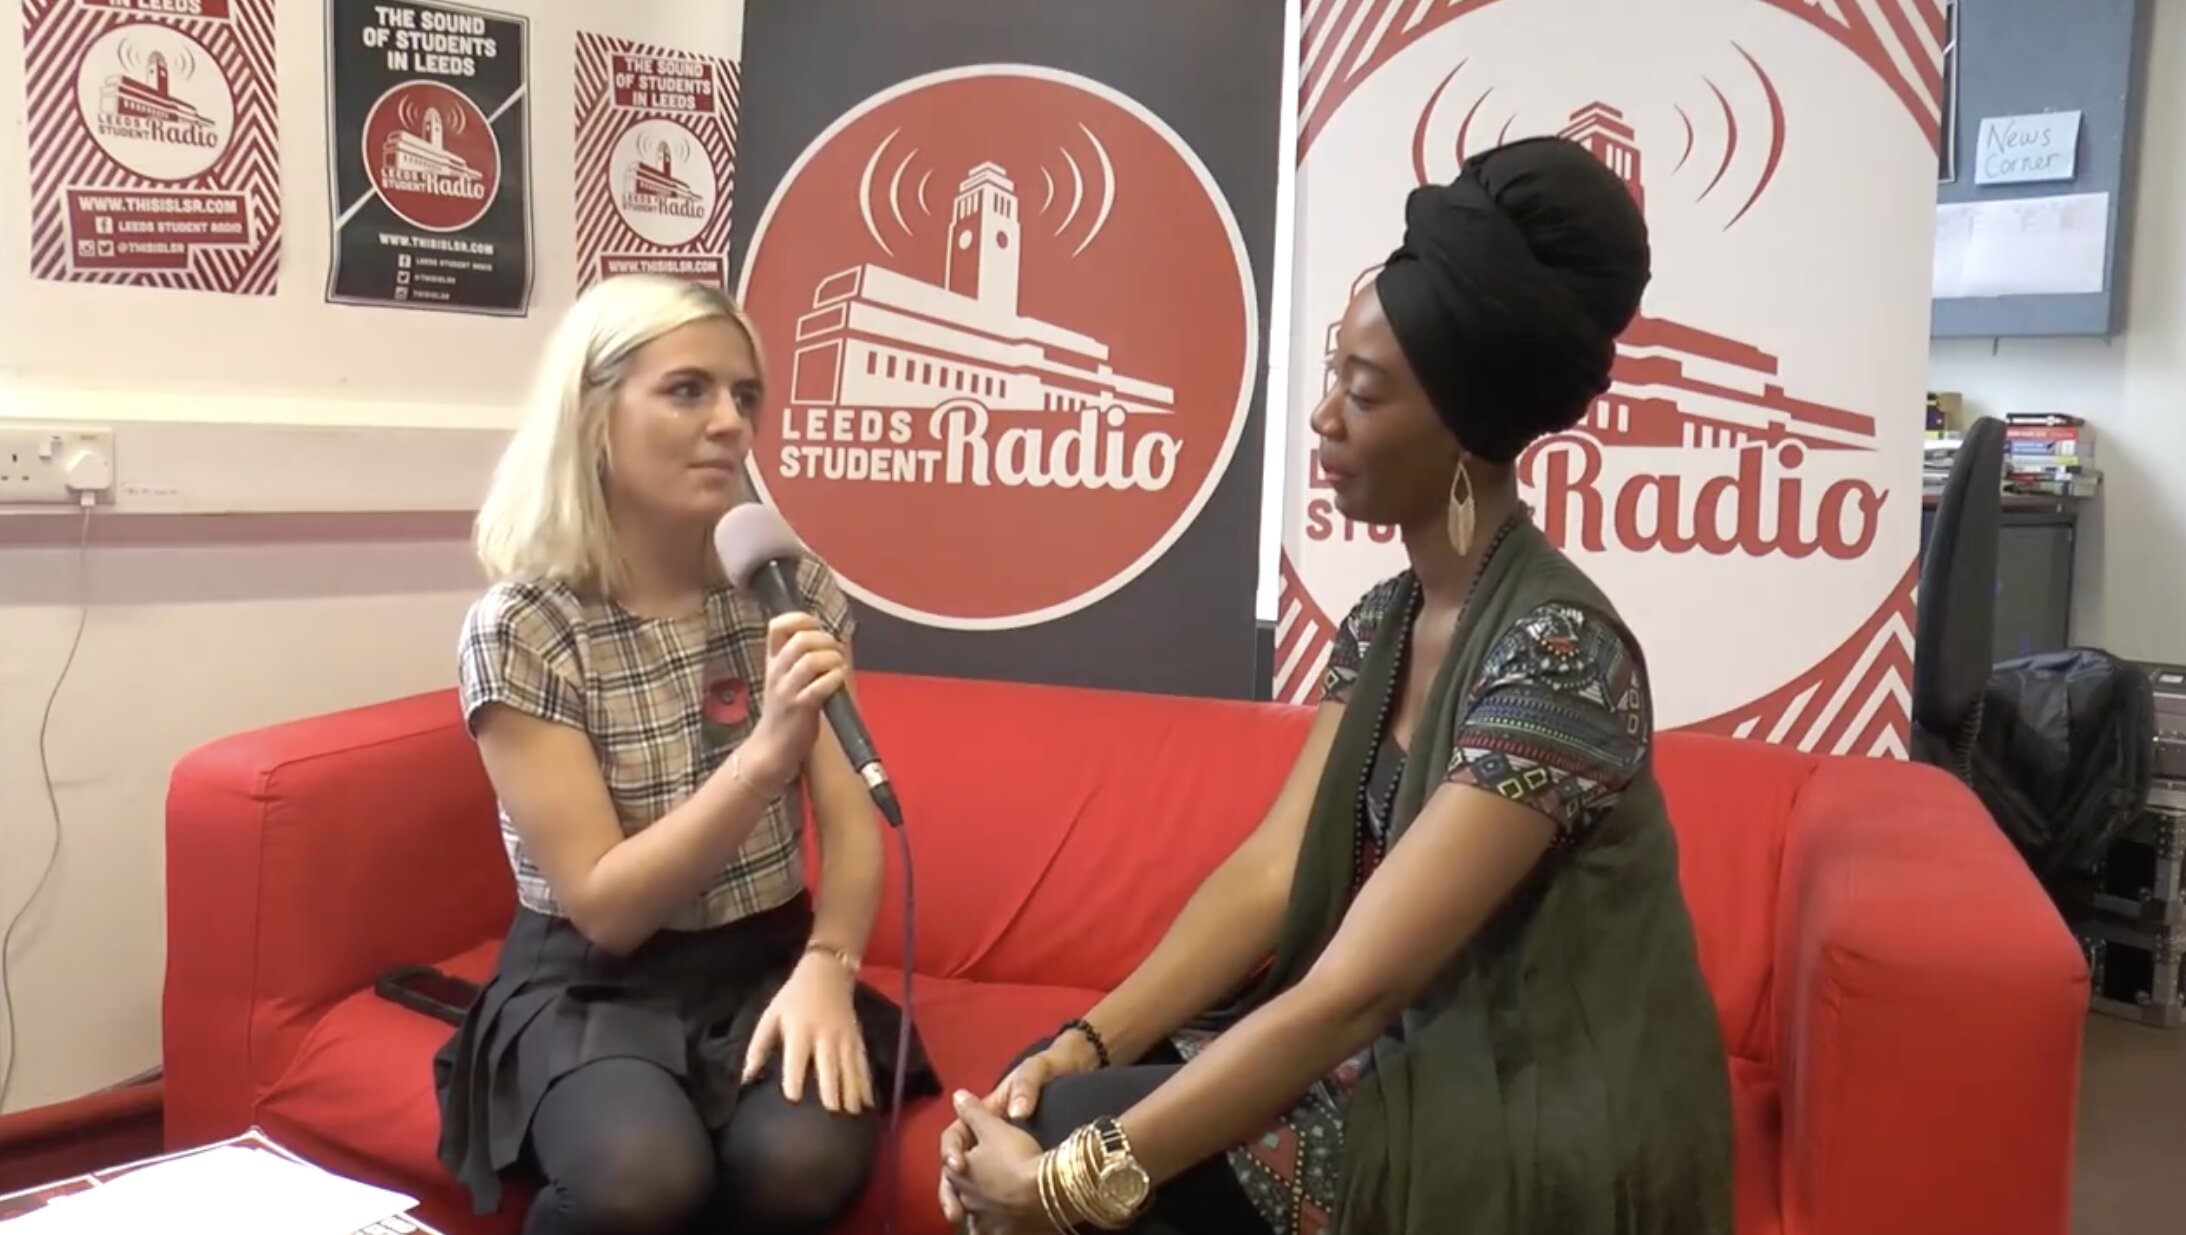 IN LEEDS
LEEDS
STUDENT Radio
WWW.THISISLSR.COM
LEEDS STUDENT RADIO
@THISISLSR
THE SOUND
OF STUDENTS
IN LEEDS
LEEDS
STUDENT Radio
WWW.THISISLSR.COM
LEEDS STUDENT RADIO
@THISISLSR
THISISLSR
THE SOUND
OF STUDENTS
IN LEEDS
LEEDS
STUDENT Radio
WWW.THISISLSR.COM
LEEDS
STUDENT Radio
Radio
News
Corner